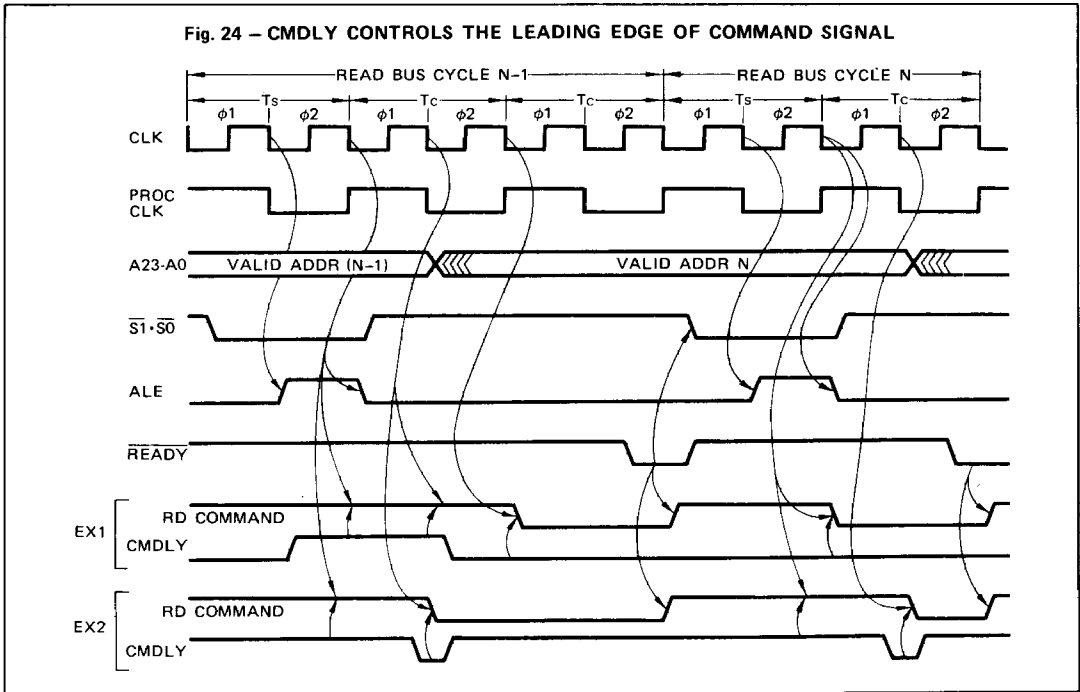 Fig. 24 – CMDLY CONTROLS THE LEADING EDGE OF COMMAND SIGNAL
READ BUS CYCLE N-1
READ BUS CYCLE N
TS
TC
TC
TS
TC
ϕ1
ϕ2
ϕ1
ϕ2
ϕ1
ϕ2
ϕ1
ϕ2
ϕ1
ϕ2
CLK
PROC
CLK
A23-A0
VALID ADDR (N-1)
VALID ADDR N
S1·S0
ALE
READY
EX1
RD COMMAND
CMDLY
EX2
RD COMMAND
CMDLY